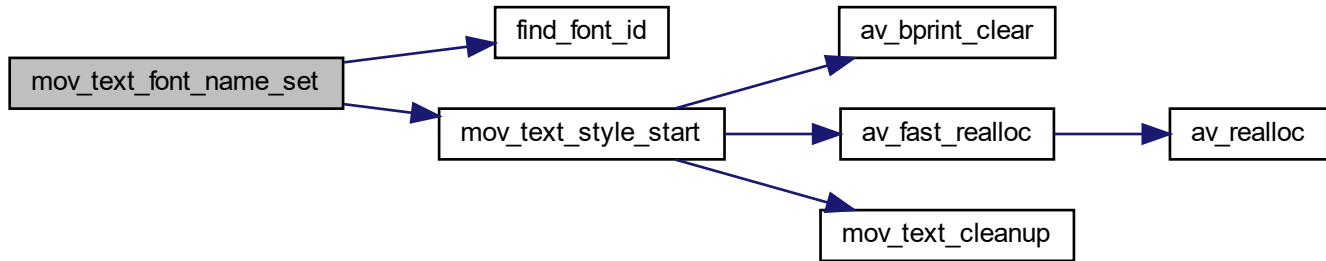 mov_text_font_name_set
find_font_id
mov_text_style_start
av_bprint_clear
av_fast_realloc
av_realloc
mov_text_cleanup